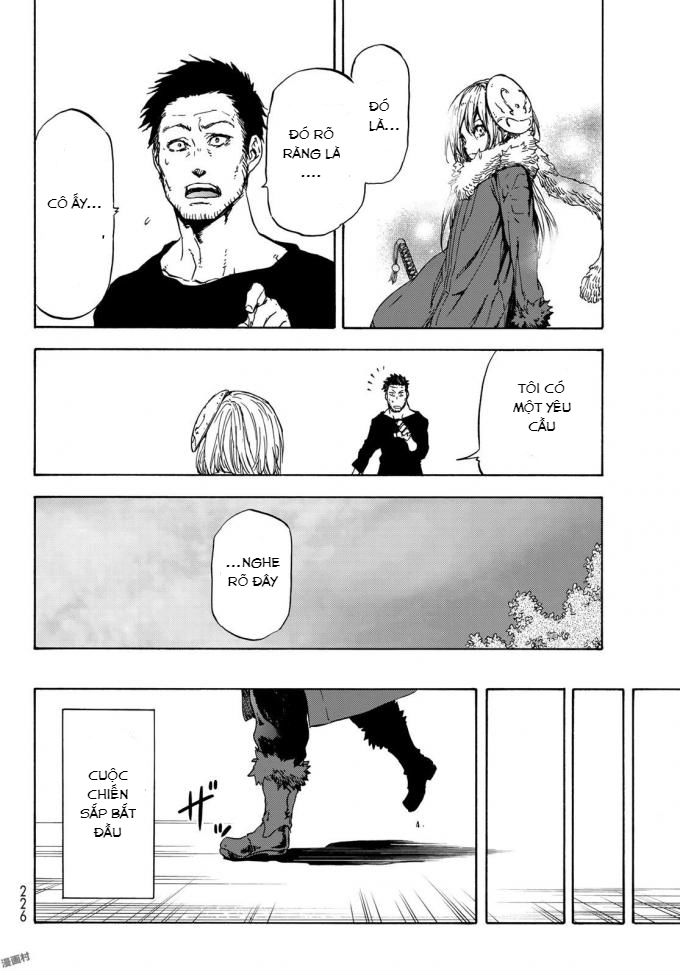 ĐÓ
LÀ...
ĐÓ RÕ
RÀNG LÀ
....
CÔ ẤY...
TÔI CÓ
MỘT YÊU
CẦU
...NGHE
RÕ ĐÂY
CUỘC
CHIẾN
SẮP BẮT
ĐẦU
ザッ
226
漫画村